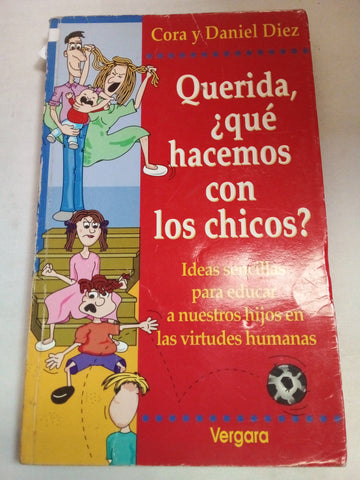 Cora y Daniel Diez
Querida,
¿qué
hacemos
con
los chicos?
Ideas sencillas
para educar
a nuestros hijos en
las virtudes humanas
Vergara